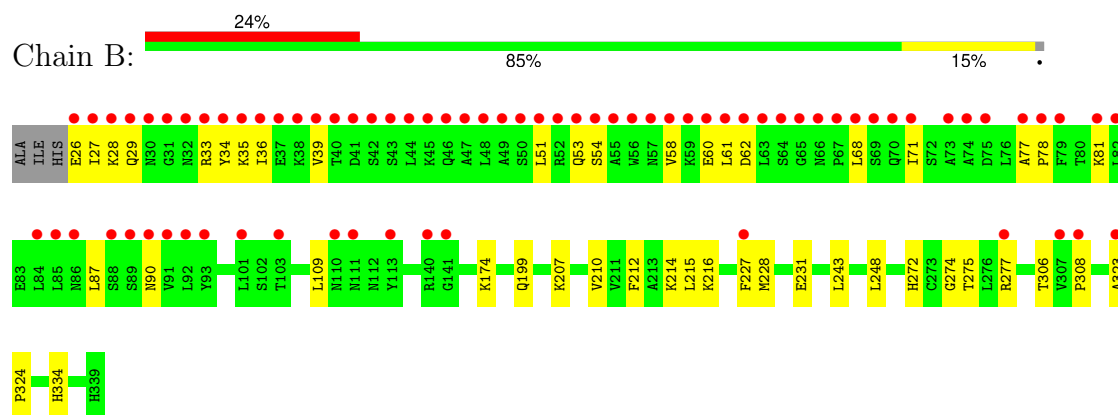 24%
Chain B:
85% 15% •
ALA ILE HIS E26 I27 K28 Q29 N30 G31 N32 R33 Y34 K35 I36 E37 K38 V39 T40 D41 S42 S43 L44 K45 Q46 A47 L48 A49 S50 L51 R52 Q53 S54 A55 N56 N57 V58 K59 E60 L61 D62 L63 S64 G65 N66 P67 L68 S69 Q70 I71 S72 A73 A74 D75 L76 A77 P78 F79 T80 K81 L82
E83 L84 L85 N86 L87 S88 S89 N90 V91 L92 Y93 L101 S102 T103 L109 N110 N111 N112 Y113 R140 G141 K174 Q199 K207 V210 V211 F212 A213 K214 L215 K216 F227 M228 E231 L243 L248 H272 C273 G274 T275 L276 R277 T306 V307 P308 A323
P324 H334 H339